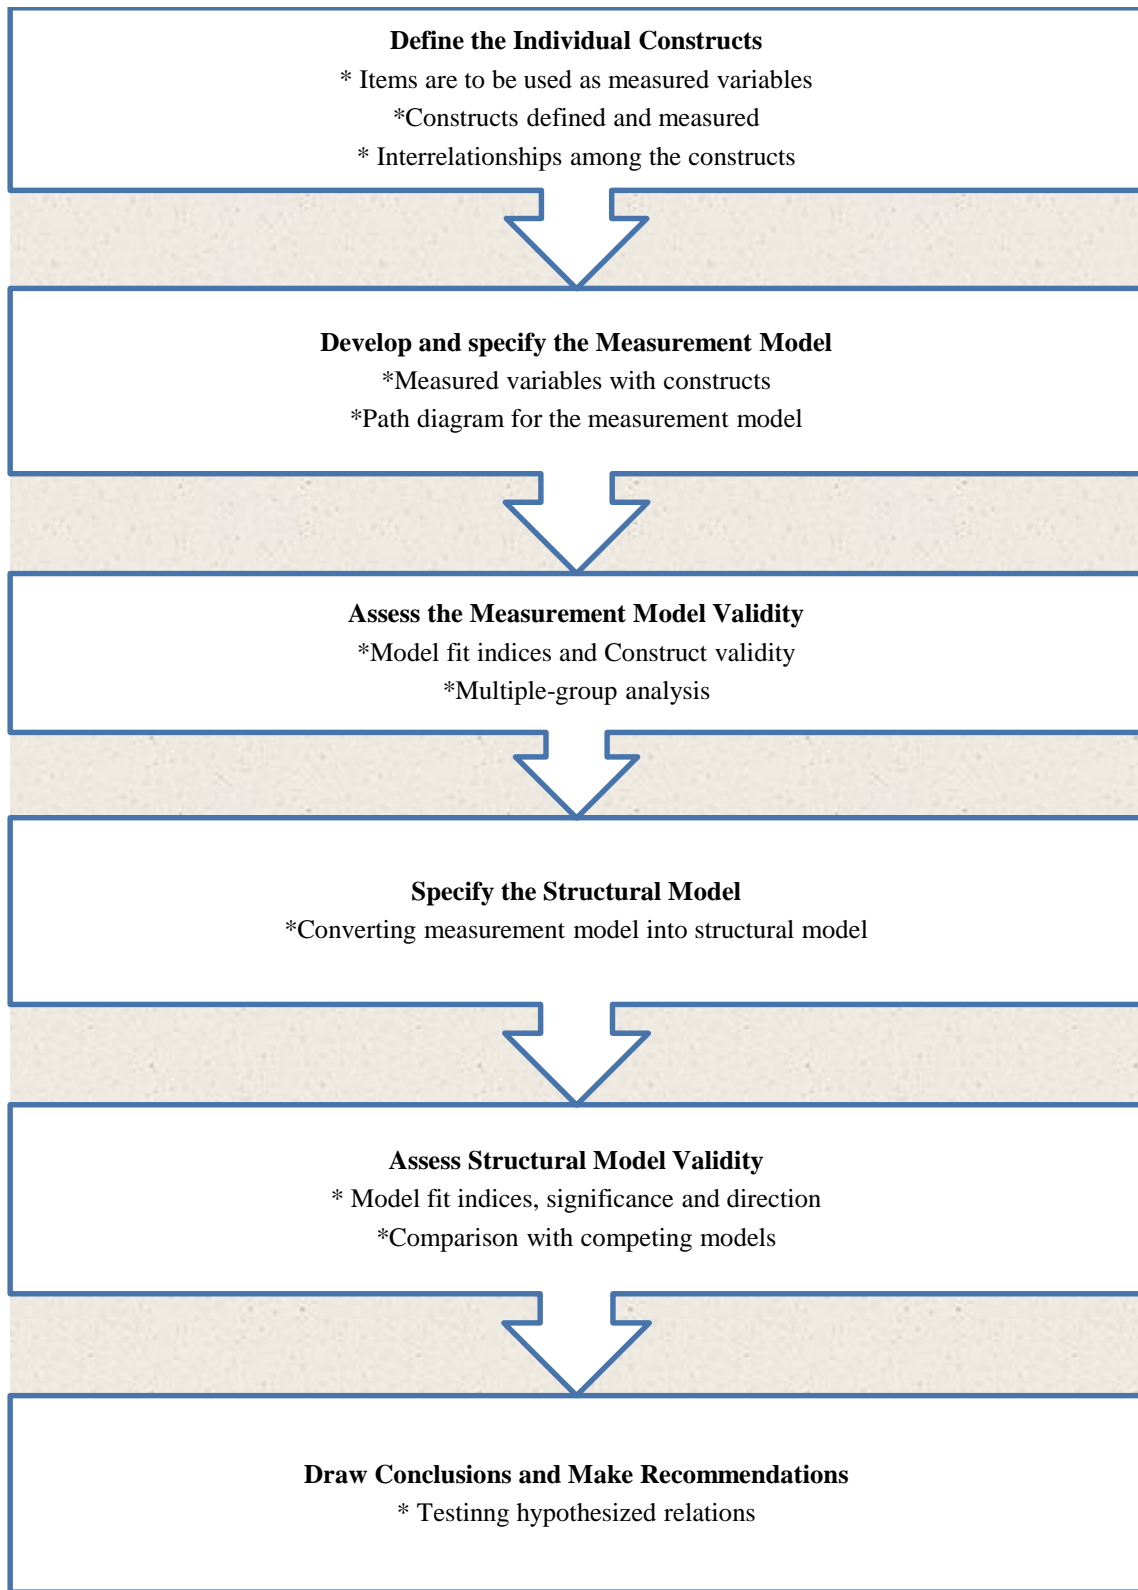 Define the Individual Constructs
* Items are to be used as measured variables
*Constructs defined and measured
* Interrelationships among the constructs
Develop and specify the Measurement Model
*Measured variables with constructs
*Path diagram for the measurement model
Assess the Measurement Model Validity
*Model fit indices and Construct validity
*Multiple-group analysis
Specify the Structural Model
*Converting measurement model into structural model
Assess Structural Model Validity
* Model fit indices, significance and direction
*Comparison with competing models
Draw Conclusions and Make Recommendations
* Testinng hypothesized relations